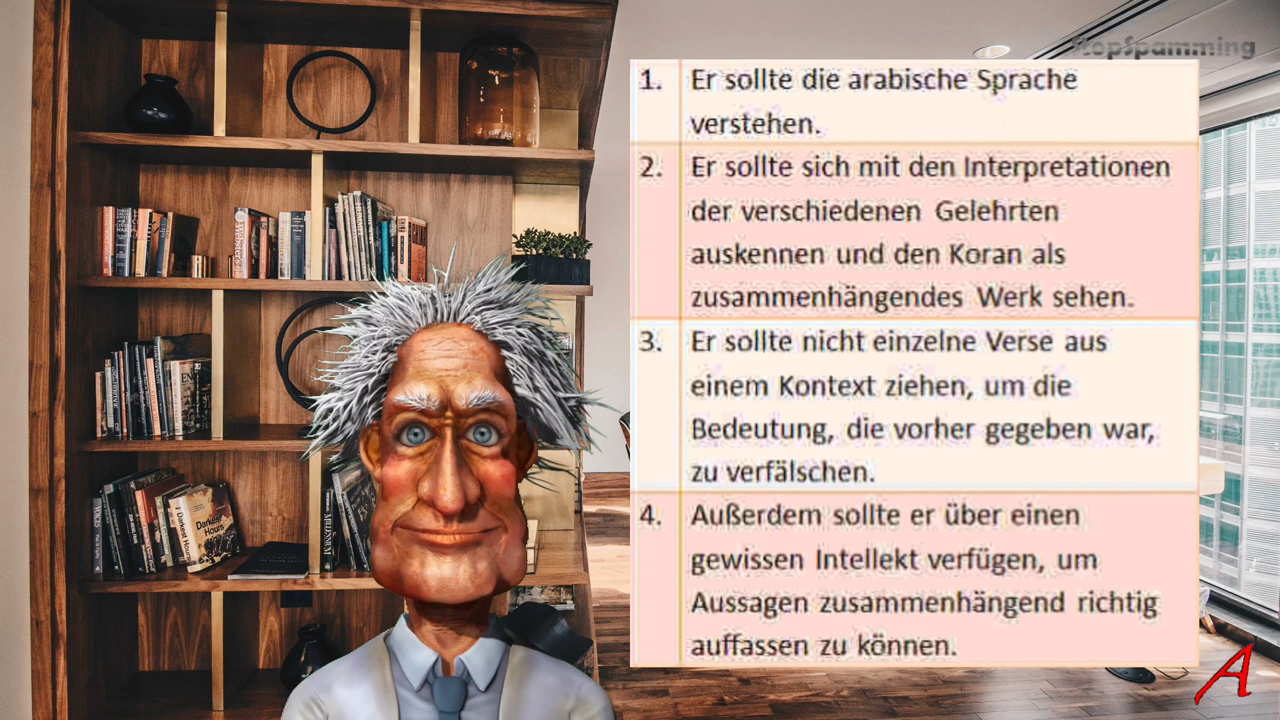 StopSpamming
1. Er sollte die arabische Sprache
verstehen.
2. Er sollte sich mit den Interpretationen
der verschiedenen Gelehrten
auskennen und den Koran als
zusammenhängendes Werk sehen.
3. Er sollte nicht einzelne Verse aus
einem Kontext ziehen, um die
Bedeutung, die vorher gegeben war,
zu verfälschen.
4. Außerdem sollte er über einen
gewissen Intellekt verfügen, um
Aussagen zusammenhängend richtig
auffassen zu können.
Darkest
Hours
A